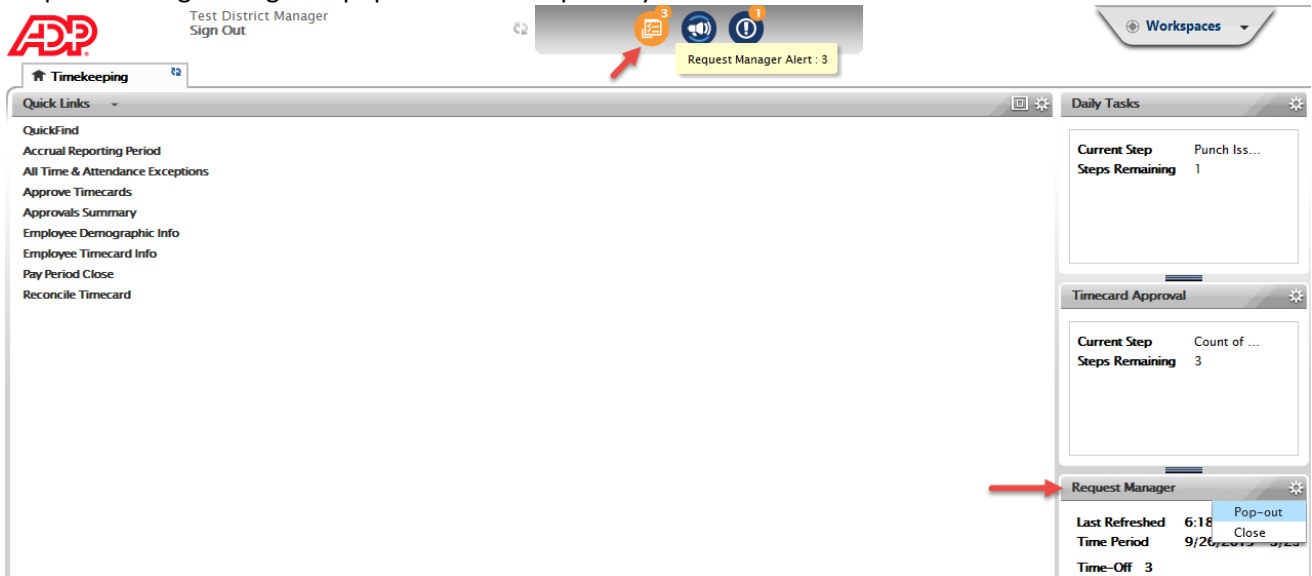 ADP
Test District Manager
Sign Out
3
1
Workspaces
Request Manager Alert : 3
Timekeeping
Quick Links
QuickFind
Accrual Reporting Period
All Time & Attendance Exceptions
Approve Timecards
Approvals Summary
Employee Demographic Info
Employee Timecard Info
Pay Period Close
Reconcile Timecard
Daily Tasks
Current Step Punch Iss...
Steps Remaining 1
Timecard Approval
Current Step Count of ...
Steps Remaining 3
Request Manager
Pop-out
Close
Last Refreshed 6:18
Time Period
Time-Off 3